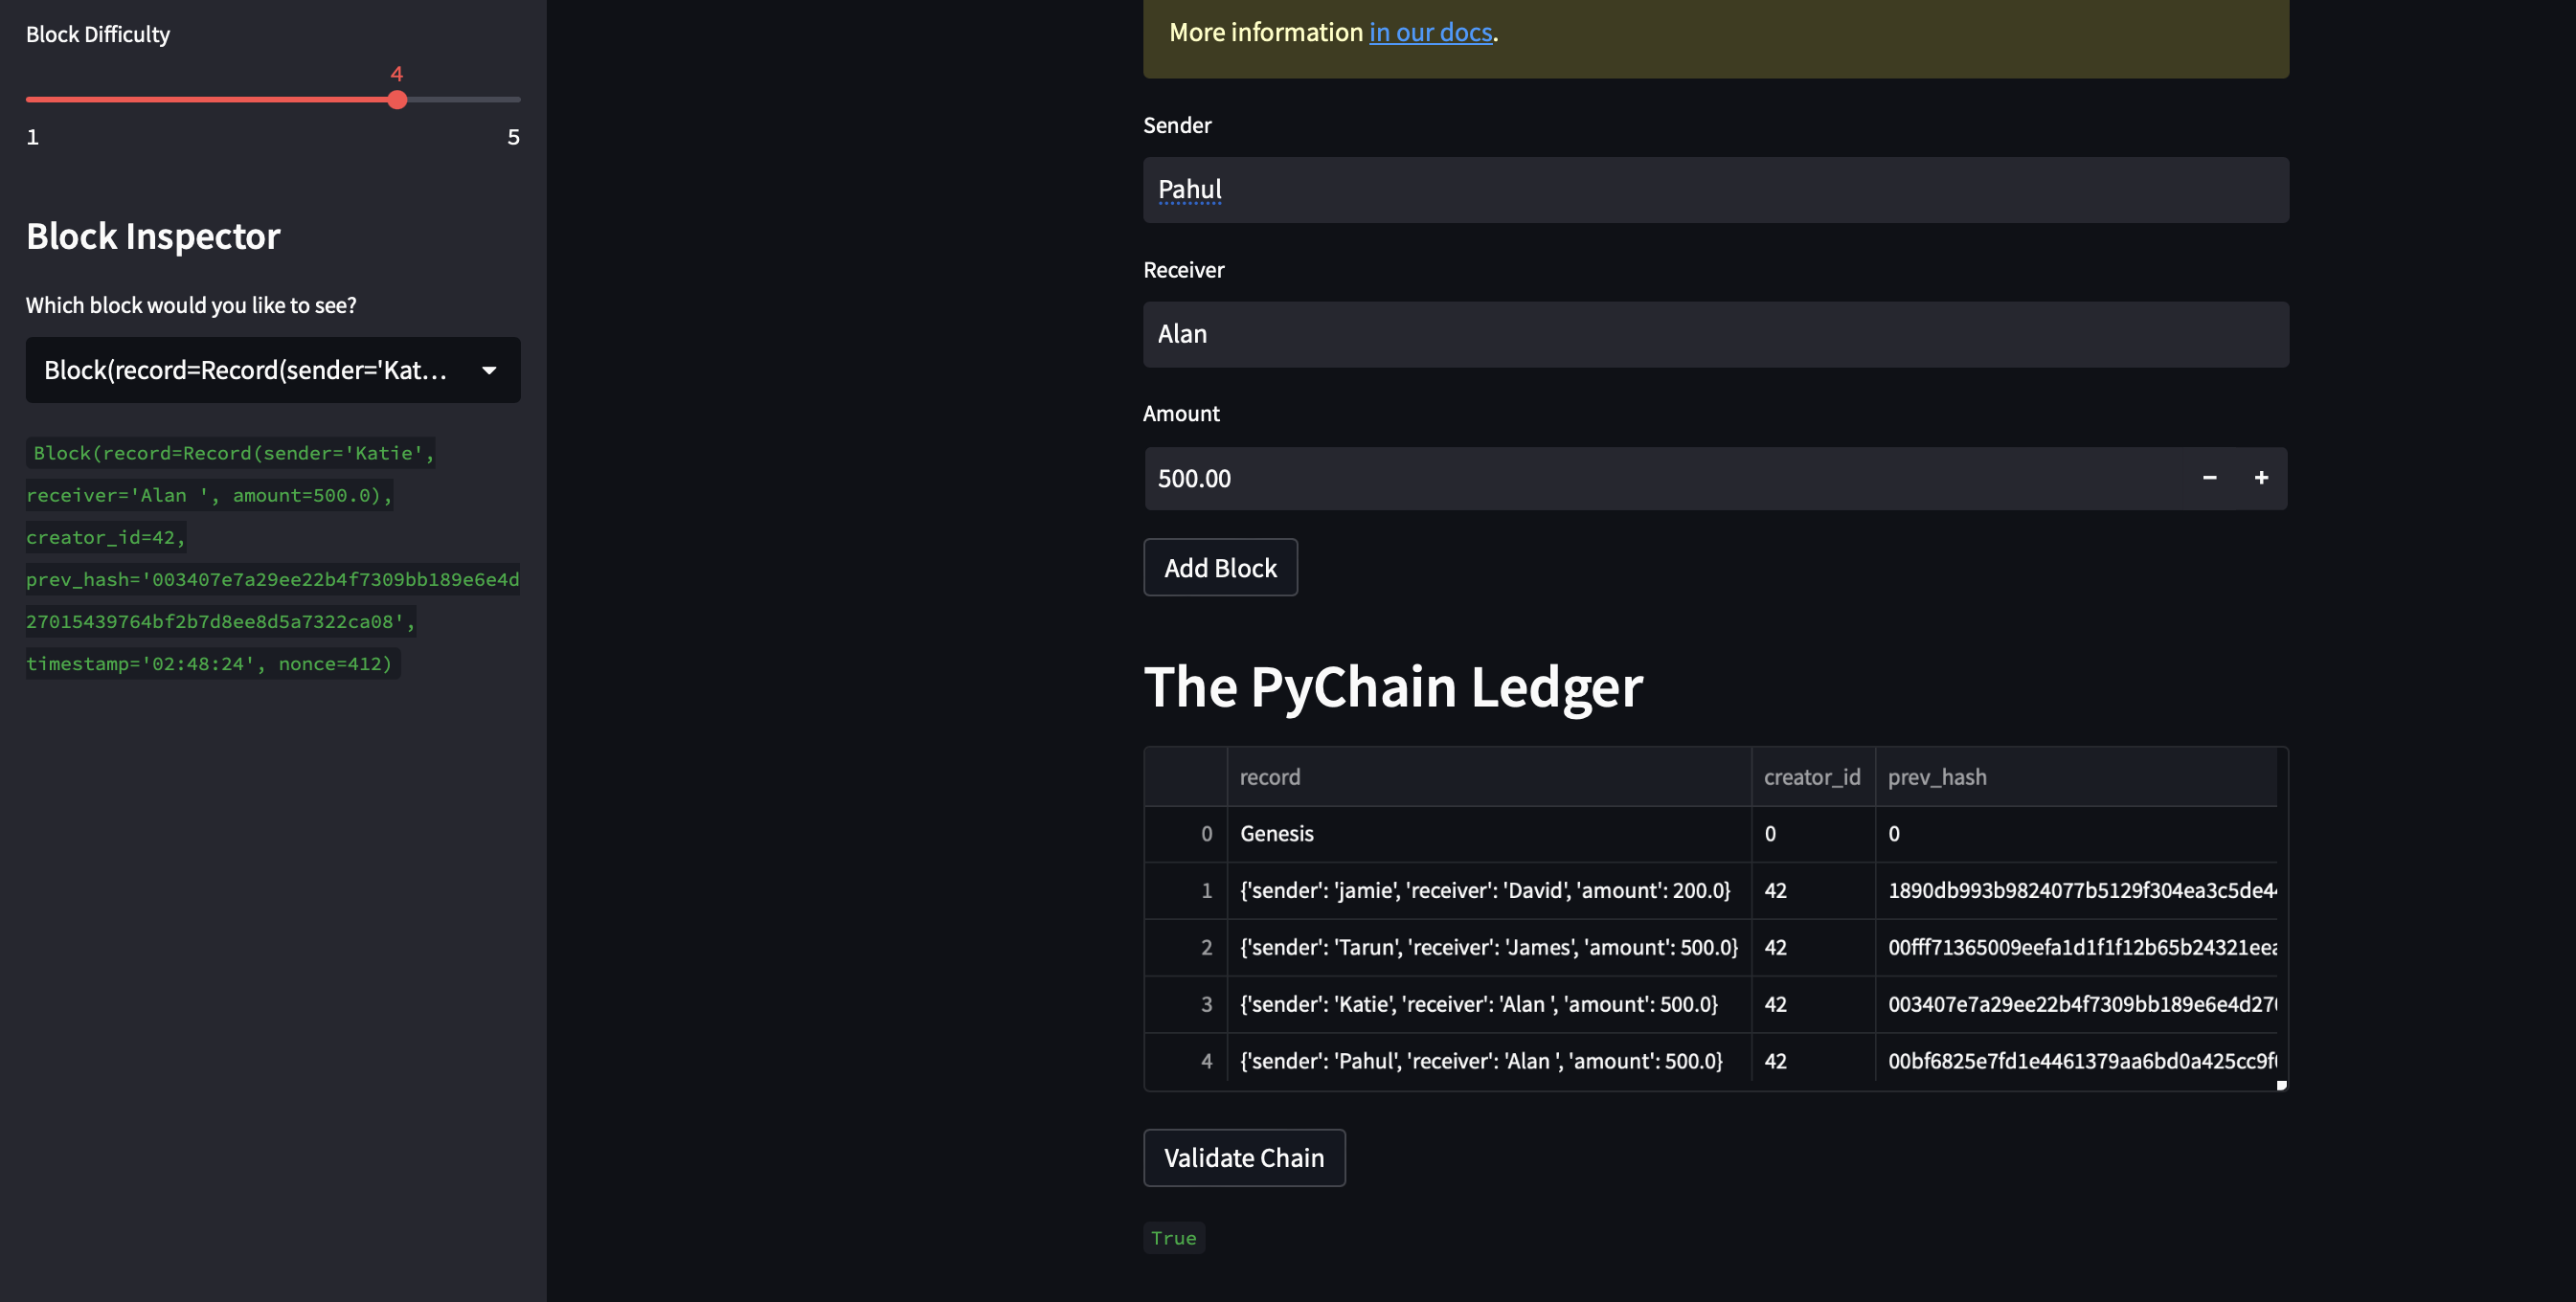 Block Difficulty
4
1 5
Block Inspector
Which block would you like to see?
Block(record=Record(sender='Kat...
Block(record=Record(sender='Katie',
receiver='Alan ', amount=500.0),
creator_id=42,
prev_hash='003407e7a29ee22b4f7309bb189e6e4d
27015439764bf2b7d8ee8d5a7322ca08',
timestamp='02:48:24', nonce=412)
More information in our docs.
Sender
Pahul
Receiver
Alan
Amount
500.00 − +
Add Block
The PyChain Ledger
record creator_id prev_hash
0 Genesis 0 0
1 {'sender': 'jamie', 'receiver': 'David', 'amount': 200.0} 42 1890db993b9824077b5129f304ea3c5de44
2 {'sender': 'Tarun', 'receiver': 'James', 'amount': 500.0} 42 00fff71365009eefa1d1f1f12b65b24321eea
3 {'sender': 'Katie', 'receiver': 'Alan ', 'amount': 500.0} 42 003407e7a29ee22b4f7309bb189e6e4d270
4 {'sender': 'Pahul', 'receiver': 'Alan ', 'amount': 500.0} 42 00bf6825e7fd1e4461379aa6bd0a425cc9f
Validate Chain
True